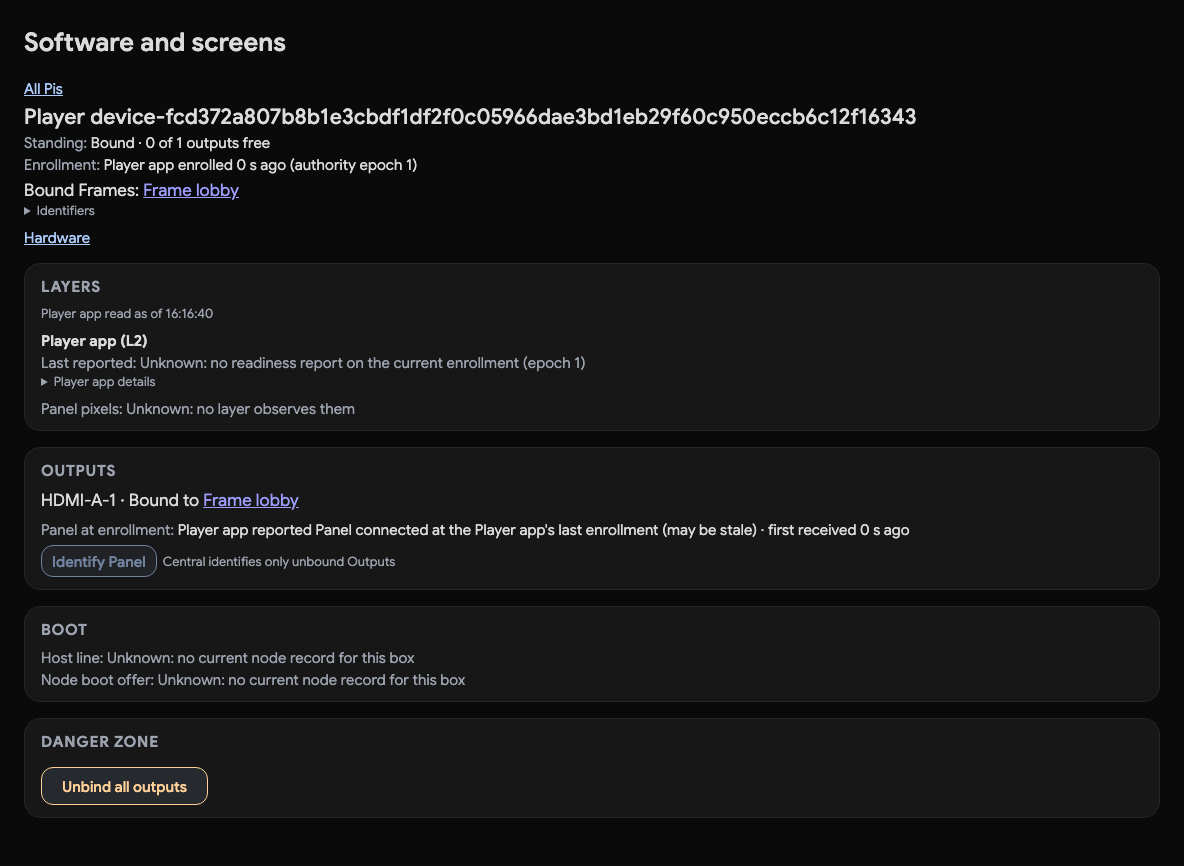 Software and screens
All Pis
Player device-fcd372a807b8b1e3cbdf1df2f0c05966dae3bd1eb29f60c950eccb6c12f16343
Standing: Bound · 0 of 1 outputs free
Enrollment: Player app enrolled 0 s ago (authority epoch 1)
Bound Frames: Frame lobby
Identifiers
Hardware
LAYERS
Player app read as of 16:16:40
Player app (L2)
Last reported: Unknown: no readiness report on the current enrollment (epoch 1)
Player app details
Panel pixels: Unknown: no layer observes them
OUTPUTS
HDMI-A-1 · Bound to Frame lobby
Panel at enrollment: Player app reported Panel connected at the Player app's last enrollment (may be stale) · first received 0 s ago
Identify Panel Central identifies only unbound Outputs
BOOT
Host line: Unknown: no current node record for this box
Node boot offer: Unknown: no current node record for this box
DANGER ZONE
Unbind all outputs